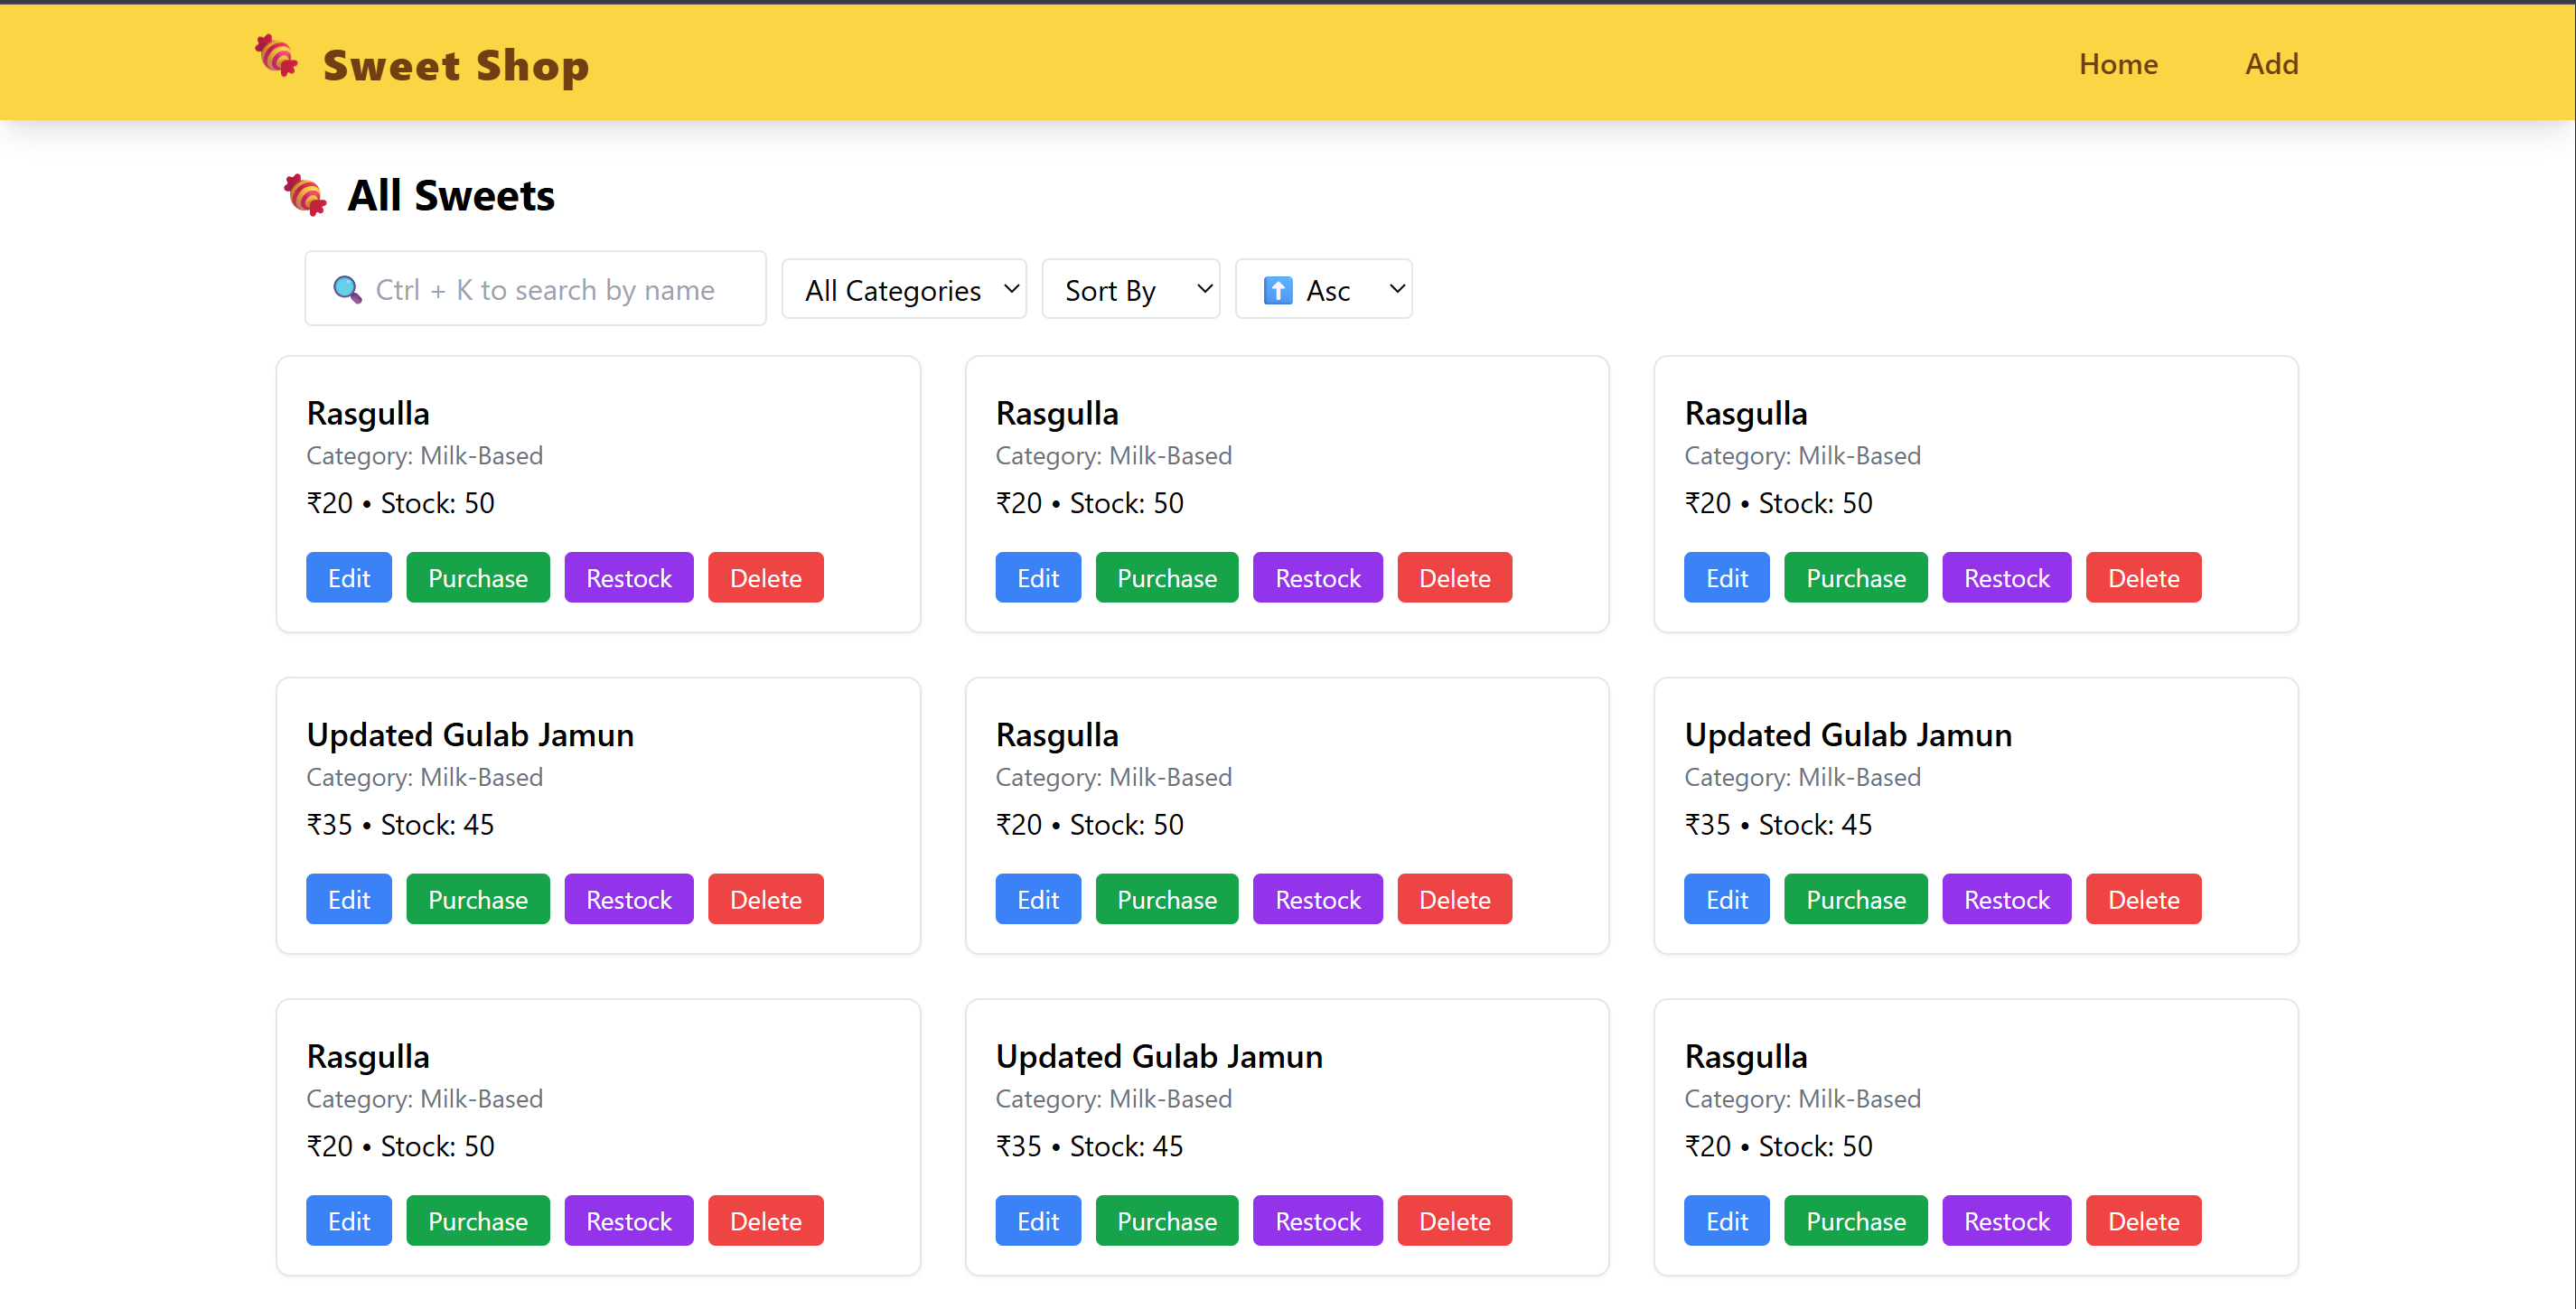 Sweet Shop
Home Add
All Sweets
Ctrl + K to search by name All Categories Sort By Asc
Rasgulla
Category: Milk-Based
₹20 • Stock: 50
Edit Purchase Restock Delete
Rasgulla
Category: Milk-Based
₹20 • Stock: 50
Edit Purchase Restock Delete
Rasgulla
Category: Milk-Based
₹20 • Stock: 50
Edit Purchase Restock Delete
Updated Gulab Jamun
Category: Milk-Based
₹35 • Stock: 45
Edit Purchase Restock Delete
Rasgulla
Category: Milk-Based
₹20 • Stock: 50
Edit Purchase Restock Delete
Updated Gulab Jamun
Category: Milk-Based
₹35 • Stock: 45
Edit Purchase Restock Delete
Rasgulla
Category: Milk-Based
₹20 • Stock: 50
Edit Purchase Restock Delete
Updated Gulab Jamun
Category: Milk-Based
₹35 • Stock: 45
Edit Purchase Restock Delete
Rasgulla
Category: Milk-Based
₹20 • Stock: 50
Edit Purchase Restock Delete